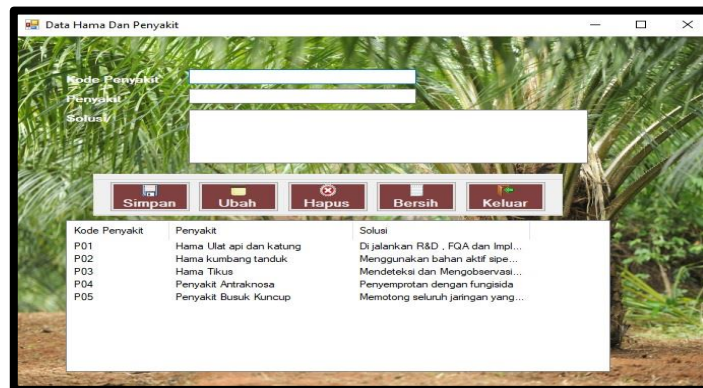 Data Hama Dan Penyakit
Kode Penyakit
Penyakit
Solusi
Simpan Ubah Hapus Bersih Keluar
Kode Penyakit Penyakit Solusi
P01 Hama Ulat api dan katung Di jalankan R&D , FQA dan Impl...
P02 Hama kumbang tanduk Menggunakan bahan aktif sipe...
P03 Hama Tikus Mendeteksi dan Mengobservasi...
P04 Penyakit Antraknosa Penyemprotan dengan fungisida
P05 Penyakit Busuk Kuncup Memotong seluruh jaringan yang...